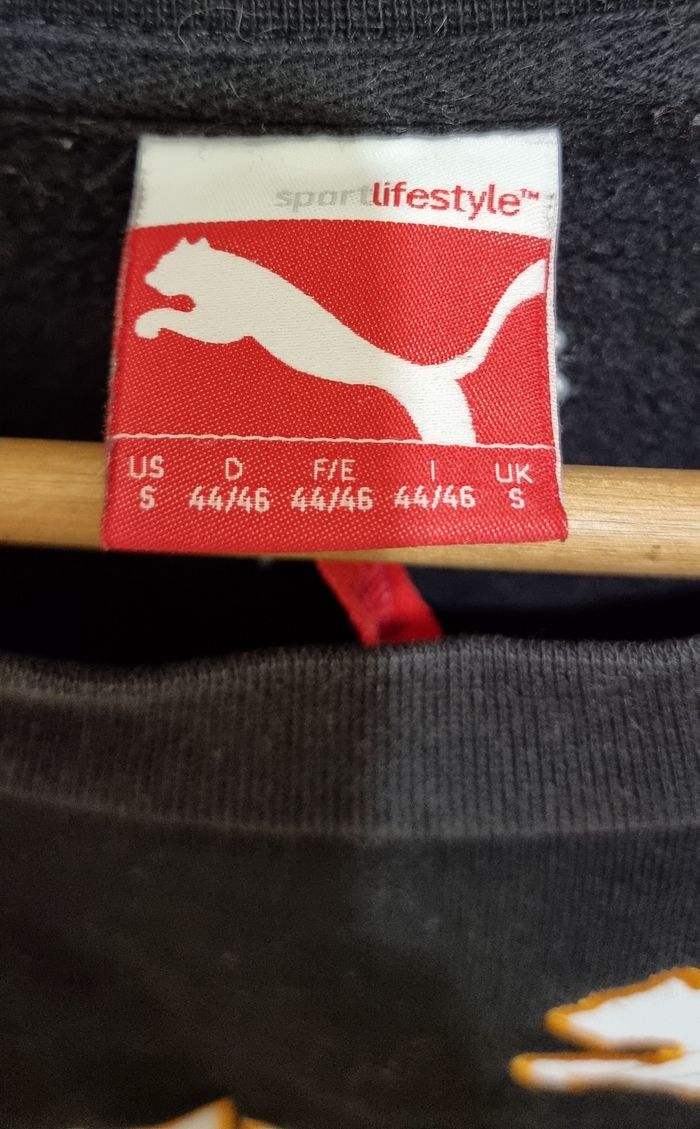 sportlifestyle™
US D F/E I UK
S 44/46 44/46 44/46 S